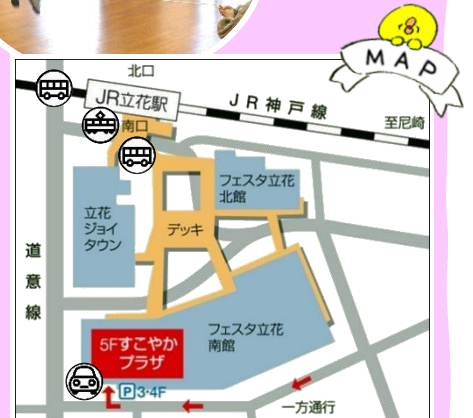 MAP
北口
JR立花駅
JR神戸線
至尼崎
南口
フェスタ立花
北館
立花
ジョイ
タウン
デッキ
道意線
フェスタ立花
南館
5Fすこやか
プラザ
P3・4F
一方通行